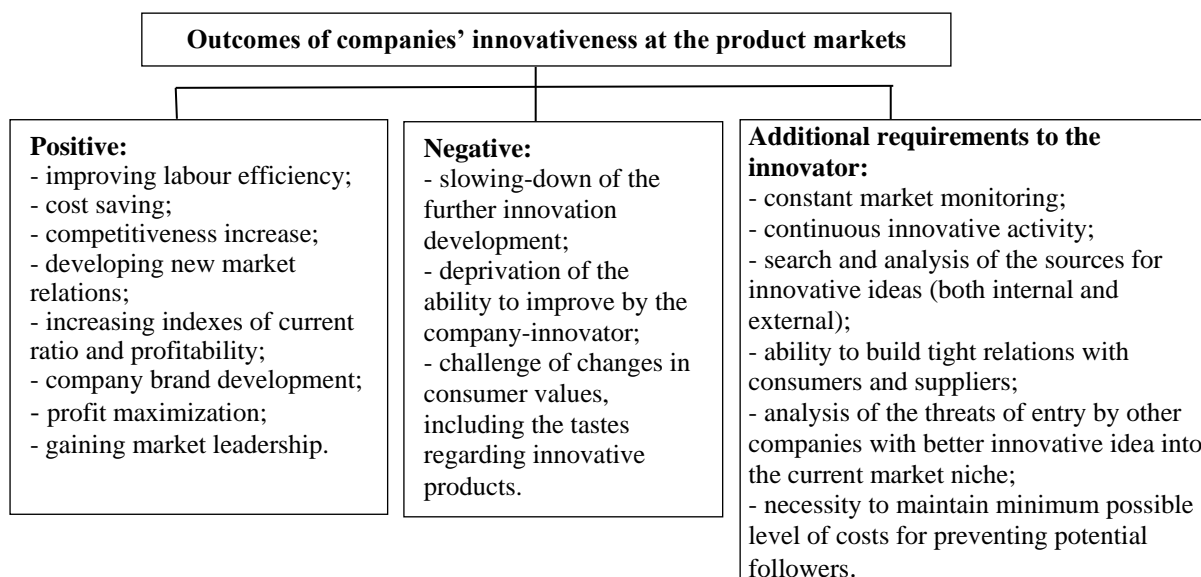 Outcomes of companies’ innovativeness at the product markets
Positive:
- improving labour efficiency;
- cost saving;
- competitiveness increase;
- developing new market
relations;
- increasing indexes of current
ratio and profitability;
- company brand development;
- profit maximization;
- gaining market leadership.
Negative:
- slowing-down of the
further innovation
development;
- deprivation of the
ability to improve by the
company-innovator;
- challenge of changes in
consumer values,
including the tastes
regarding innovative
products.
Additional requirements to the
innovator:
- constant market monitoring;
- continuous innovative activity;
- search and analysis of the sources for
innovative ideas (both internal and
external);
- ability to build tight relations with
consumers and suppliers;
- analysis of the threats of entry by other
companies with better innovative idea into
the current market niche;
- necessity to maintain minimum possible
level of costs for preventing potential
followers.